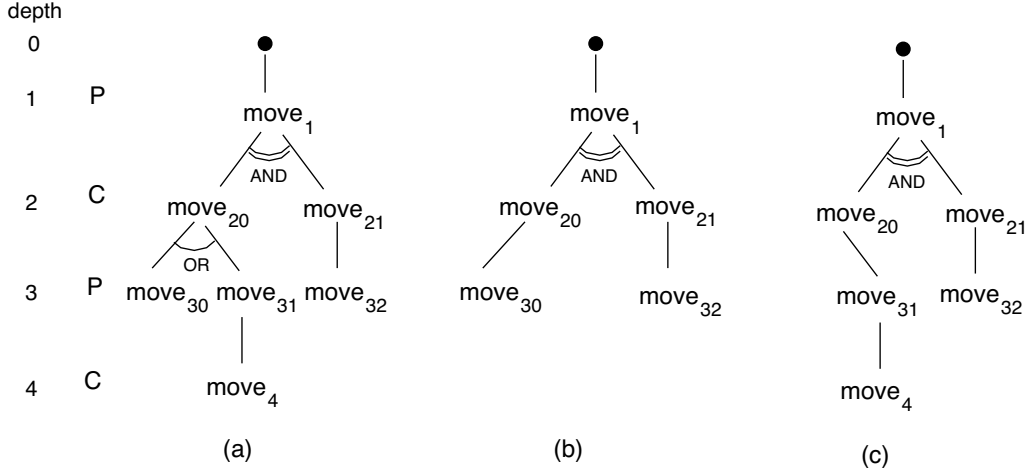 depth
0
1 P move₁ move₁ move₁
AND AND AND
2 C move₂₀ move₂₁ move₂₀ move₂₁ move₂₀ move₂₁
OR
3 P move₃₀ move₃₁ move₃₂ move₃₀ move₃₂ move₃₁ move₃₂
4 C move₄ move₄
(a) (b) (c)